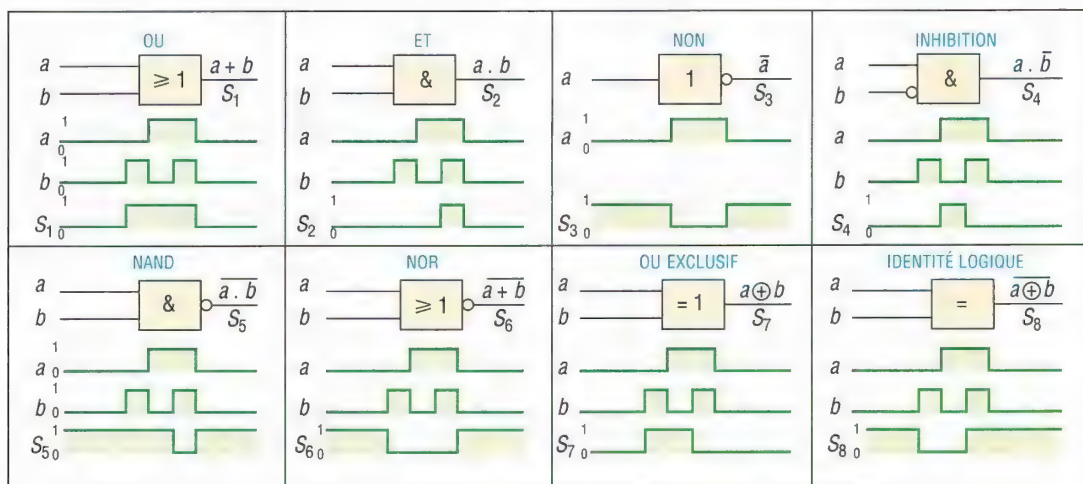 OU
a
b
≥ 1
a + b
S1
a 1 0
b 1 0
S1 1 0
ET
a
b
&
a . b
S2
a
b
S2 1 0
NON
a
1
a̅
S3
a 1 0
S3 1 0
INHIBITION
a
b
&
a . b̅
S4
a
b
S4 1 0
NAND
a
b
&
a̅ ̅.̅ ̅b̅
S5
a 1 0
b 1 0
S5 1 0
NOR
a
b
≥ 1
a̅ ̅+̅ ̅b̅
S6
a
b
S6 1 0
OU EXCLUSIF
a
b
= 1
a ⊕ b
S7
a
b
S7 1 0
IDENTITÉ LOGIQUE
a
b
=
a̅ ̅⊕̅ ̅b̅
S8
a
b
S8 1 0